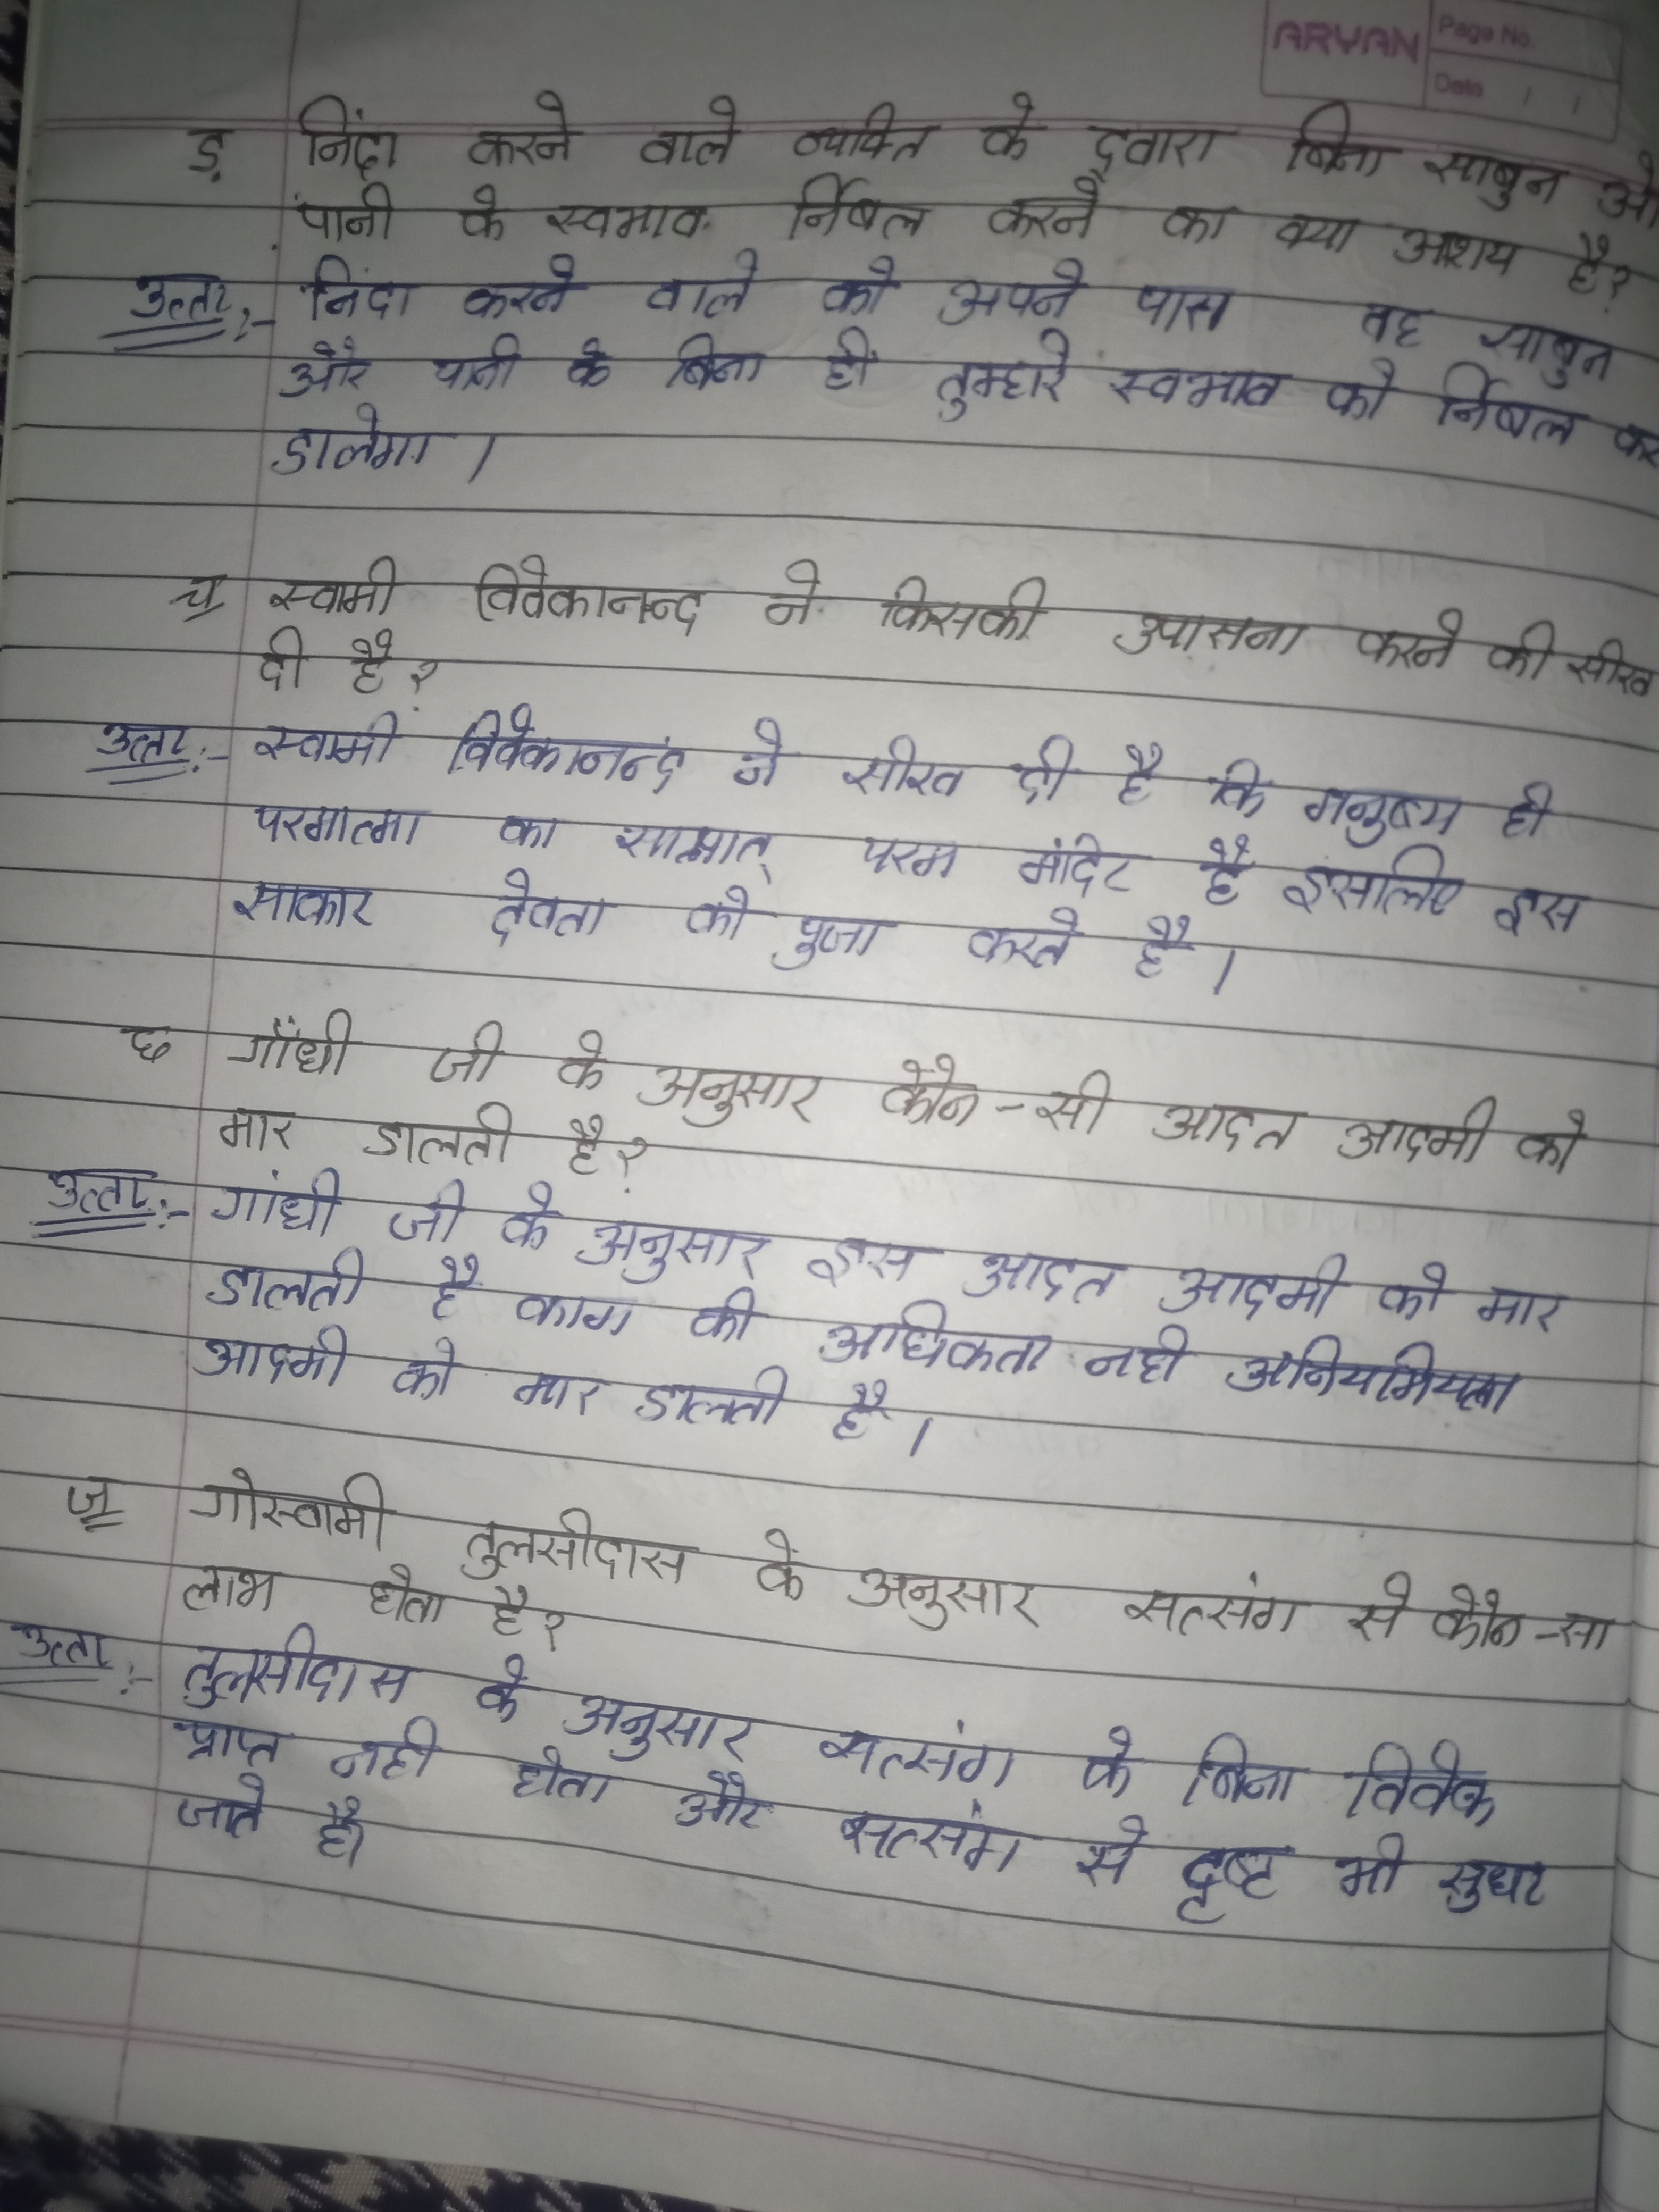 ARYAN
Page No.
Date / /
ङ. निंदा करने वाले व्यक्ति के द्वारा बिना साबुन औ
पानी के स्वभाव र्निबल करने का क्या आशय है?
उत्तर:- निंदा करने वाले को अपने पास वह साबुन
और पानी के बिना ही तुम्हारे स्वभाव को र्निबल कर
डालेगा।
च स्वामी विवेकानन्द ने किसकी उपासना करने की सीख
दी है?
उत्तर:- स्वामी विवेकानन्द ने सीख दी है कि मनुष्य ही
परमात्मा का साक्षात् परम मंदिर है इसलिए इस
साकार देवता की पुजा करते है।
छ गाँधी जी के अनुसार कौन-सी आदत आदमी को
मार डालती है?
उत्तर:- गांधी जी के अनुसार इस आदत आदमी को मार
डालती है काम की अधिकता नही अनियमियता
आदमी को मार डालती है।
ज गोस्वामी तुलसीदास के अनुसार सत्संग से कौन-सा
लाभ होता है?
उत्तर:- तुलसीदास के अनुसार सत्संग के बिना विवेक
प्राप्त नही होता और सत्संग से दृष्ट भी सुधर
जाते है।